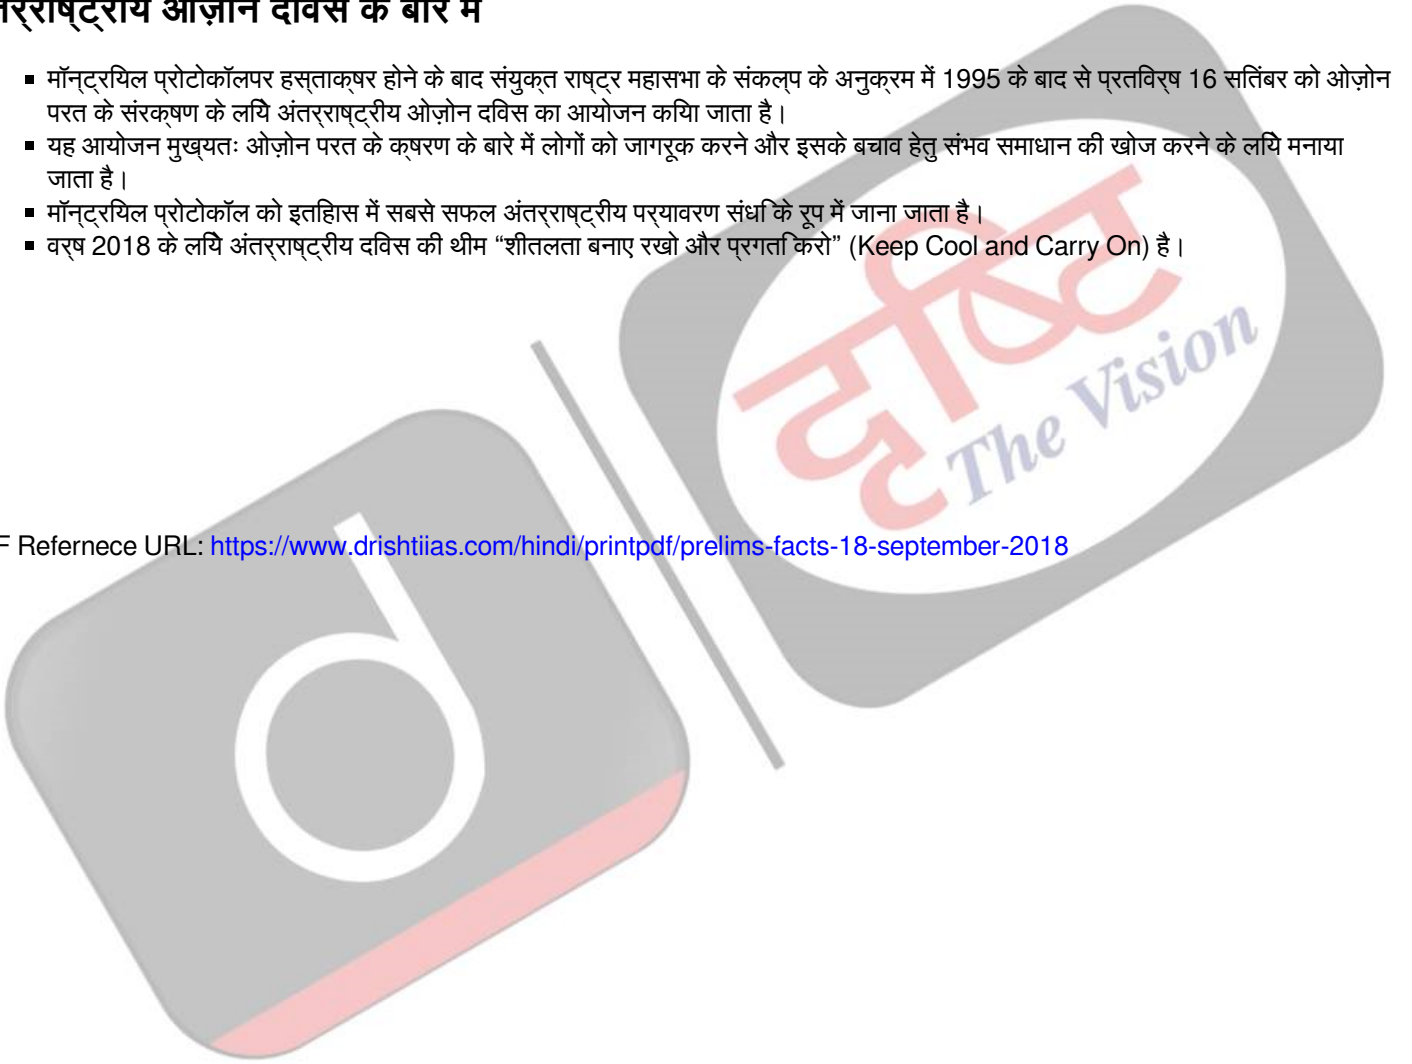 तर्राष्ट्रीय ओज़ोन दिवस के बारे में
मॉन्ट्रियल प्रोटोकॉलपर हस्ताक्षर होने के बाद संयुक्त राष्ट्र महासभा के संकल्प के अनुक्रम में 1995 के बाद से प्रतिवर्ष 16 सितंबर को ओज़ोन
परत के संरक्षण के लिये अंतर्राष्ट्रीय ओज़ोन दिवस का आयोजन किया जाता है।
यह आयोजन मुख्यतः ओज़ोन परत के क्षरण के बारे में लोगों को जागरूक करने और इसके बचाव हेतु संभव समाधान की खोज करने के लिये मनाया
जाता है।
मॉन्ट्रियल प्रोटोकॉल को इतिहास में सबसे सफल अंतर्राष्ट्रीय पर्यावरण संधि के रूप में जाना जाता है।
वर्ष 2018 के लिये अंतर्राष्ट्रीय दिवस की थीम “शीतलता बनाए रखो और प्रगति करो” (Keep Cool and Carry On) है।
दृष्टि
The Vision
F Refernece URL: https://www.drishtiias.com/hindi/printpdf/prelims-facts-18-september-2018
d